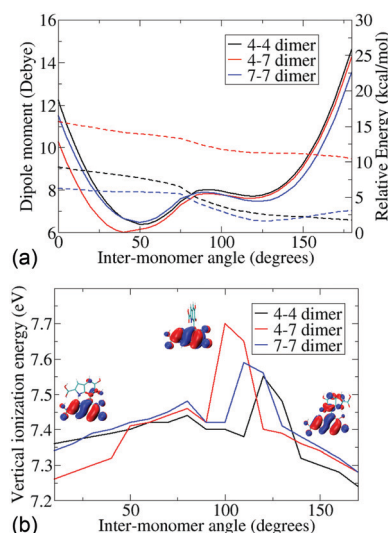 16
14
12
10
8
6
Dipole moment (Debye)
4-4 dimer
4-7 dimer
7-7 dimer
30
25
20
15
10
5
0
Relative Energy (kcal/mol)
0 50 100 150
Inter-monomer angle (degrees)
(a)
7.7
7.6
7.5
7.4
7.3
7.2
Vertical ionization energy (eV)
4-4 dimer
4-7 dimer
7-7 dimer
0 50 100 150
Inter-monomer angle (degrees)
(b)